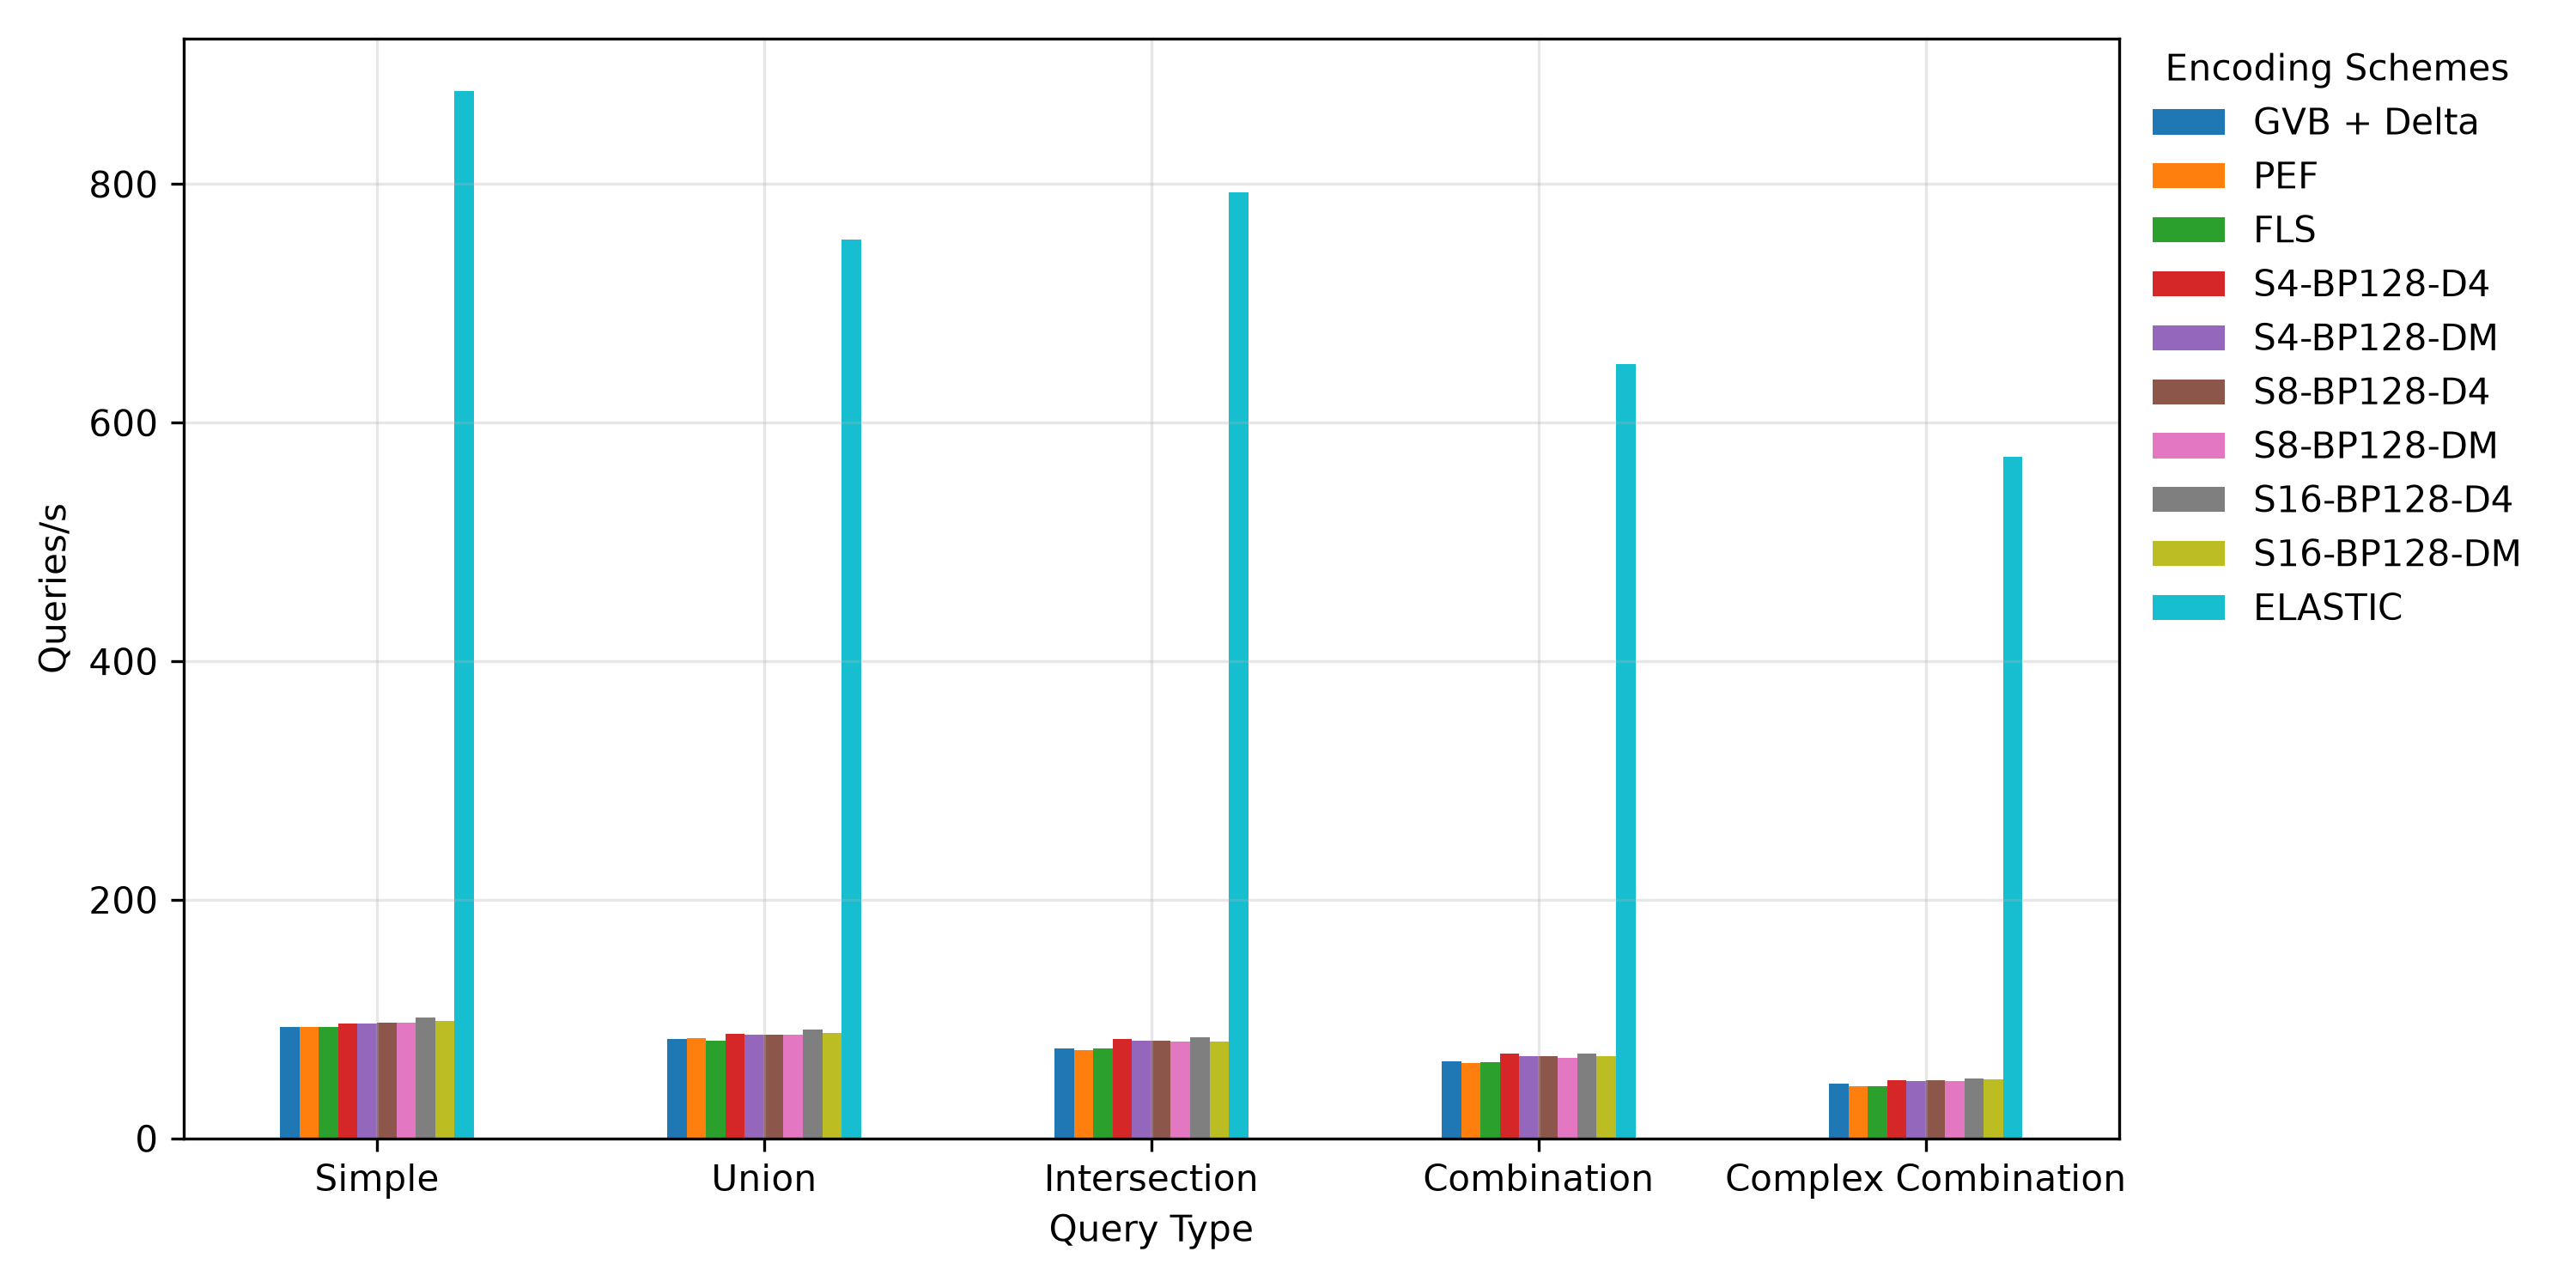 800
600
400
200
0
Queries/s
Simple
Union
Intersection
Combination
Complex Combination
Query Type
Encoding Schemes
GVB + Delta
PEF
FLS
S4-BP128-D4
S4-BP128-DM
S8-BP128-D4
S8-BP128-DM
S16-BP128-D4
S16-BP128-DM
ELASTIC